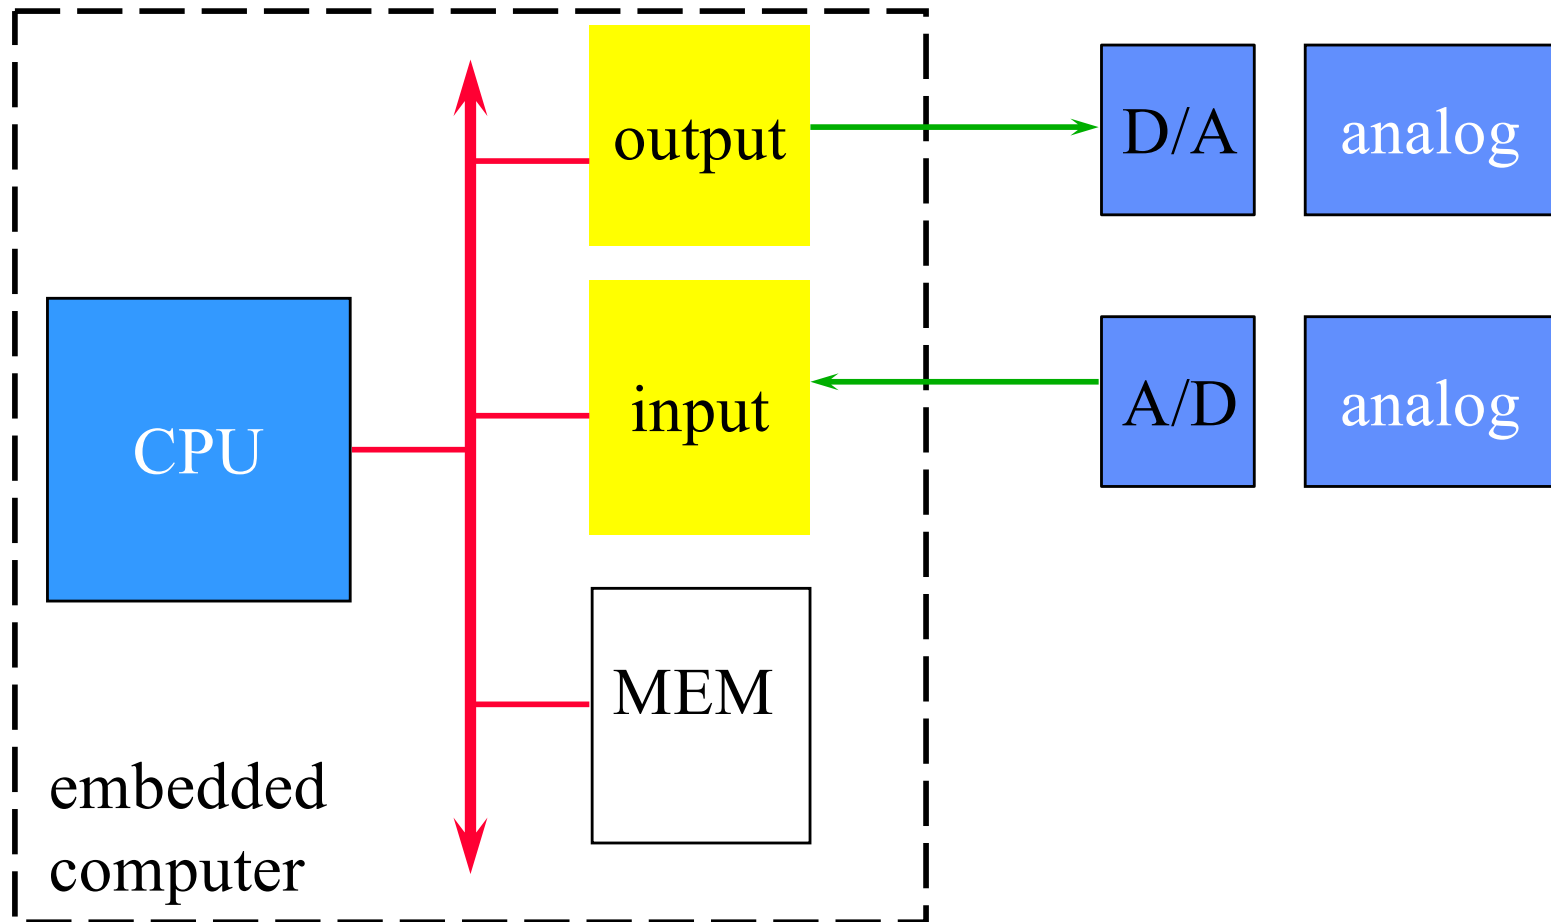 output
D/A
analog
input
A/D
analog
CPU
MEM
embedded
computer